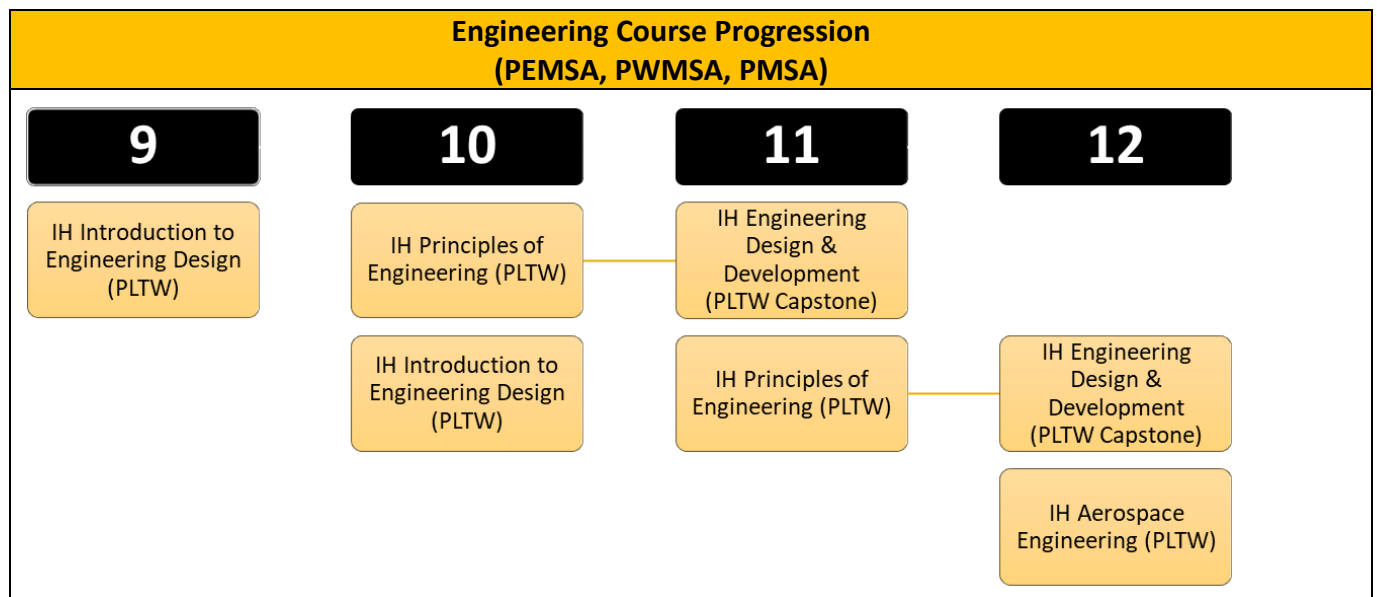 Engineering Course Progression
(PEMSA, PWMSA, PMSA)
9
10
11
12
IH Introduction to
Engineering Design
(PLTW)
IH Principles of
Engineering (PLTW)
IH Engineering
Design &
Development
(PLTW Capstone)
IH Introduction to
Engineering Design
(PLTW)
IH Principles of
Engineering (PLTW)
IH Engineering
Design &
Development
(PLTW Capstone)
IH Aerospace
Engineering (PLTW)